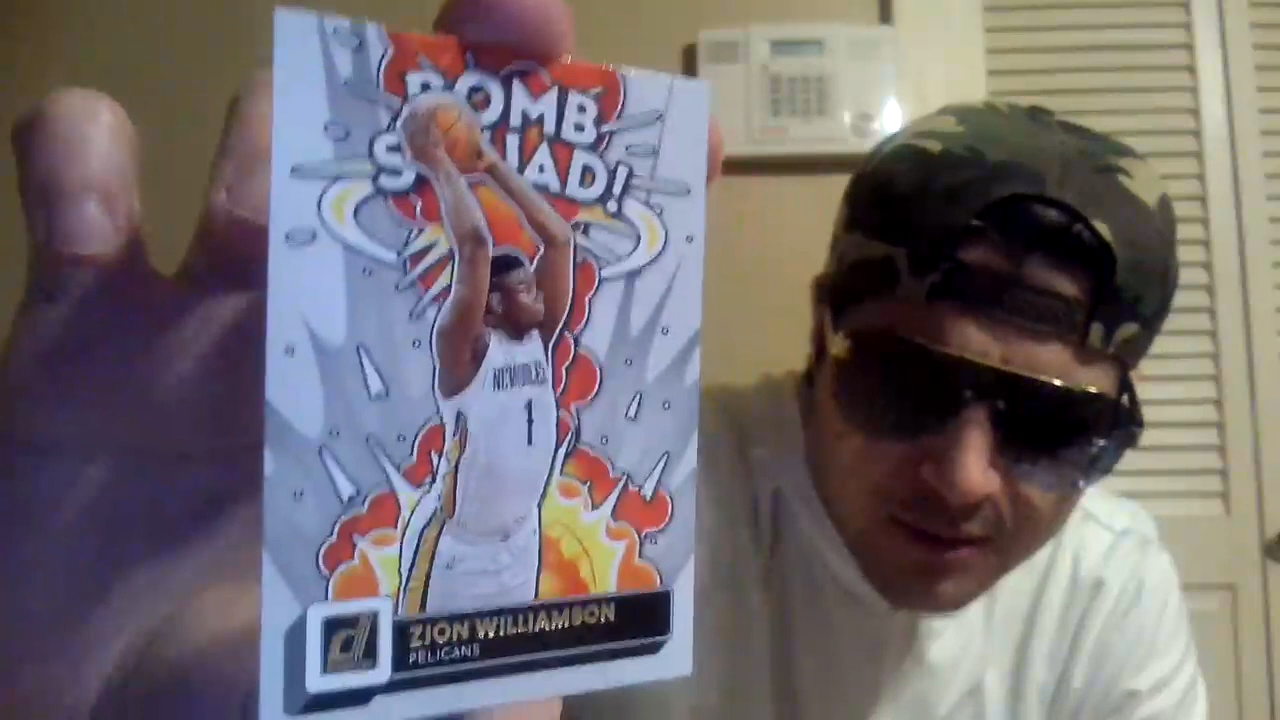 BOMB
SQUAD!
NEW ORLEANS
1
ZION WILLIAMSON
PELICANS